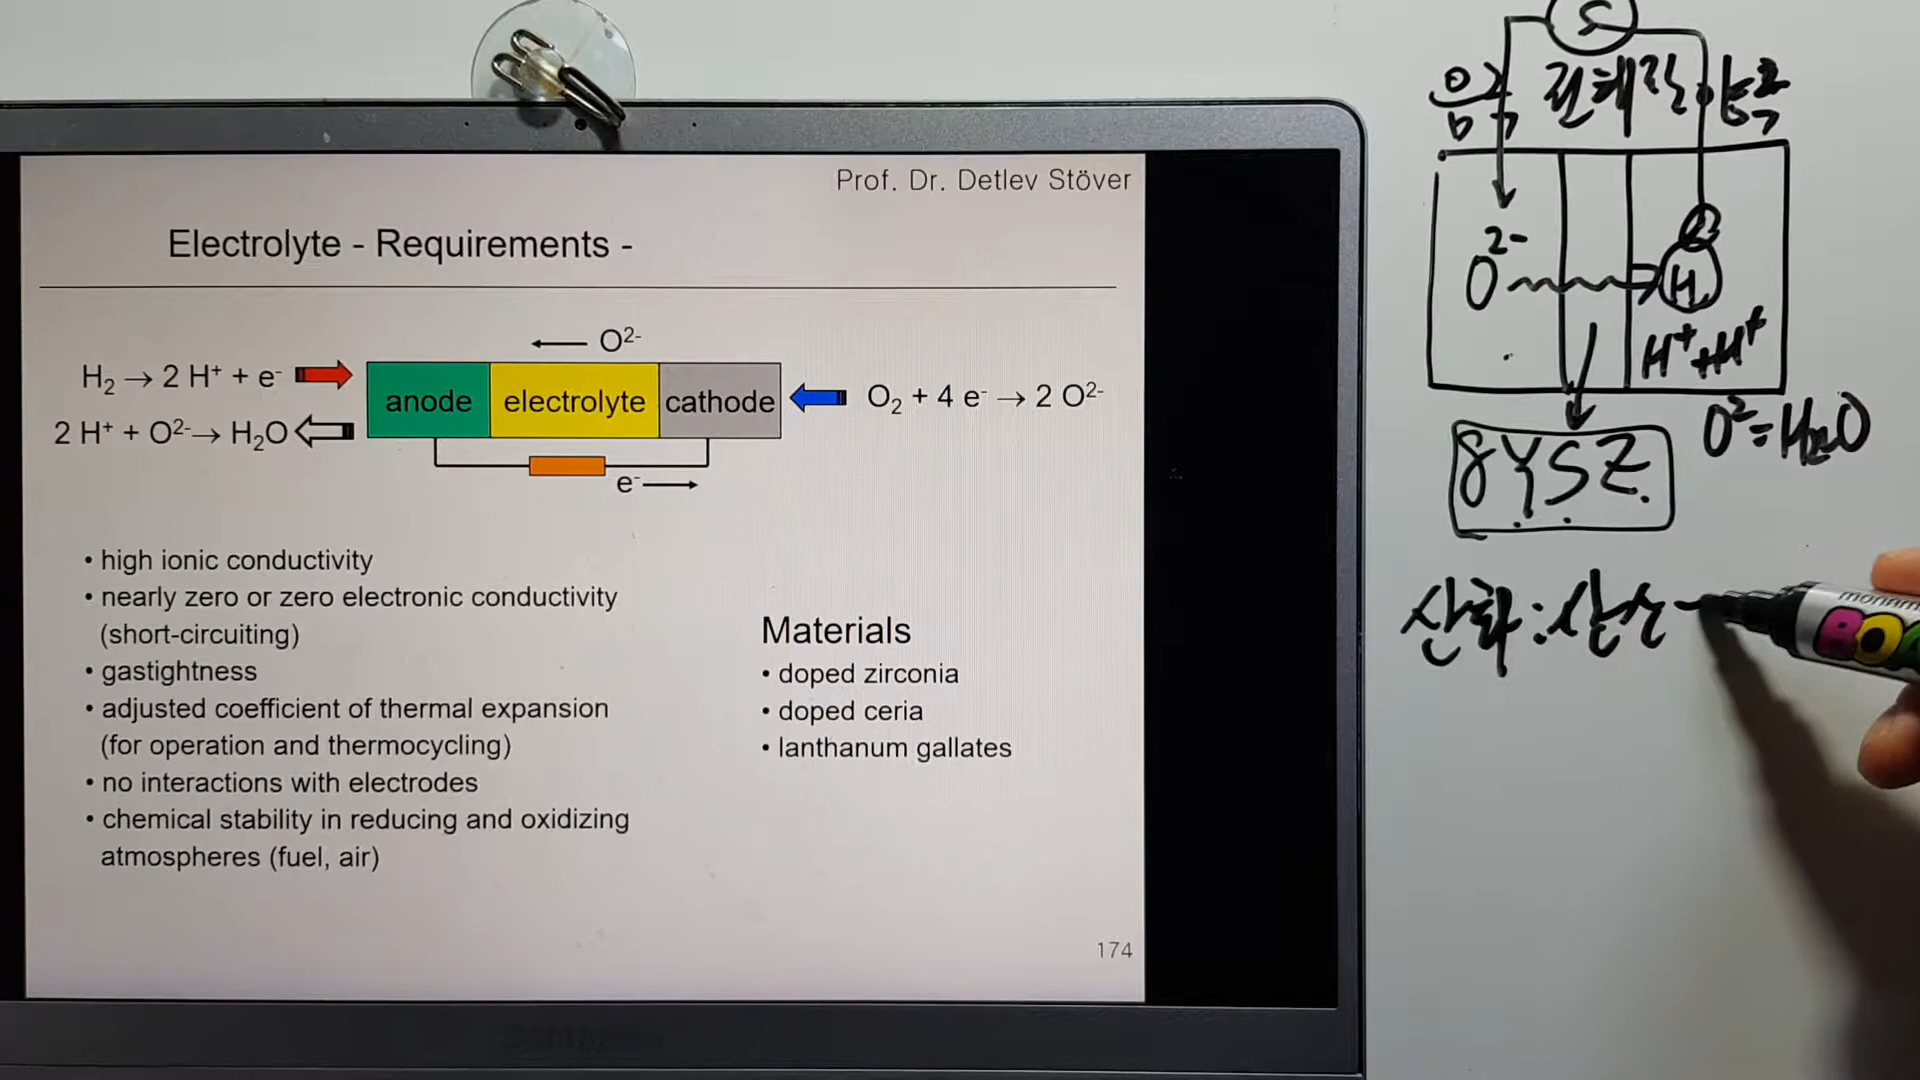 Prof. Dr. Detlev Stöver
Electrolyte - Requirements -
O²⁻
H₂ → 2 H⁺ + e⁻
2 H⁺ + O²⁻→ H₂O
anode
electrolyte
cathode
O₂ + 4 e⁻ → 2 O²⁻
e⁻
• high ionic conductivity
• nearly zero or zero electronic conductivity
(short-circuiting)
• gastightness
• adjusted coefficient of thermal expansion
(for operation and thermocycling)
• no interactions with electrodes
• chemical stability in reducing and oxidizing
atmospheres (fuel, air)
Materials
• doped zirconia
• doped ceria
• lanthanum gallates
174
음극 전해질 양극
O²⁻
H
H⁺+H⁺
O²⁻=H₂O
8YSZ
산화:산소
monami